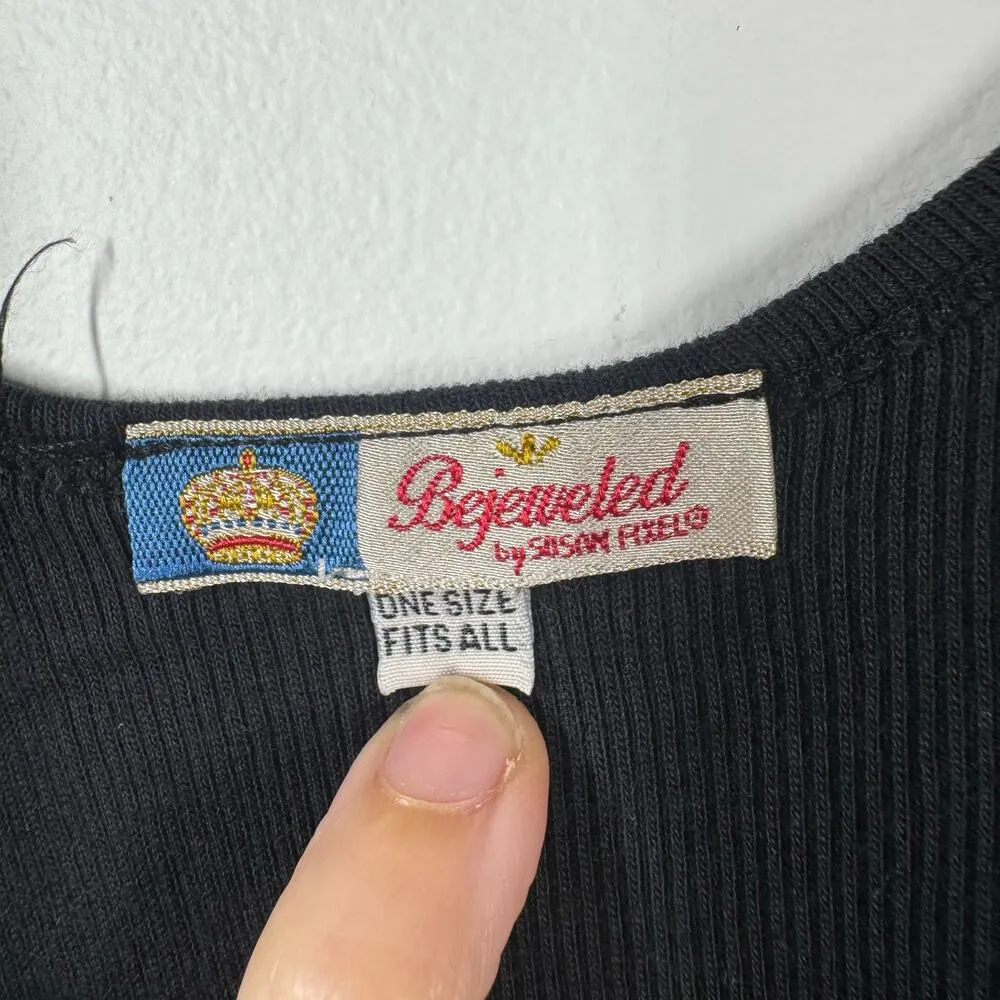 Bejeweled
by SUSAN FIXEL®
ONE SIZE
FITS ALL